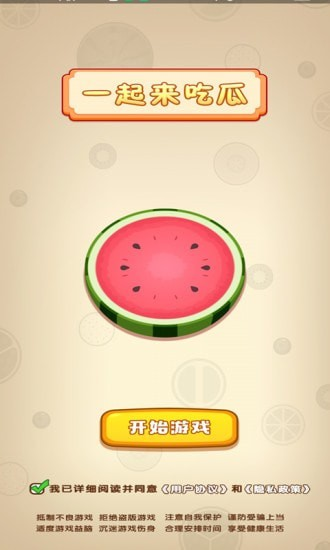 一起来吃瓜
开始游戏
我已详细阅读并同意《用户协议》和《隐私政策》
抵制不良游戏 拒绝盗版游戏 注意自我保护 谨防受骗上当
适度游戏益脑 沉迷游戏伤身 合理安排时间 享受健康生活